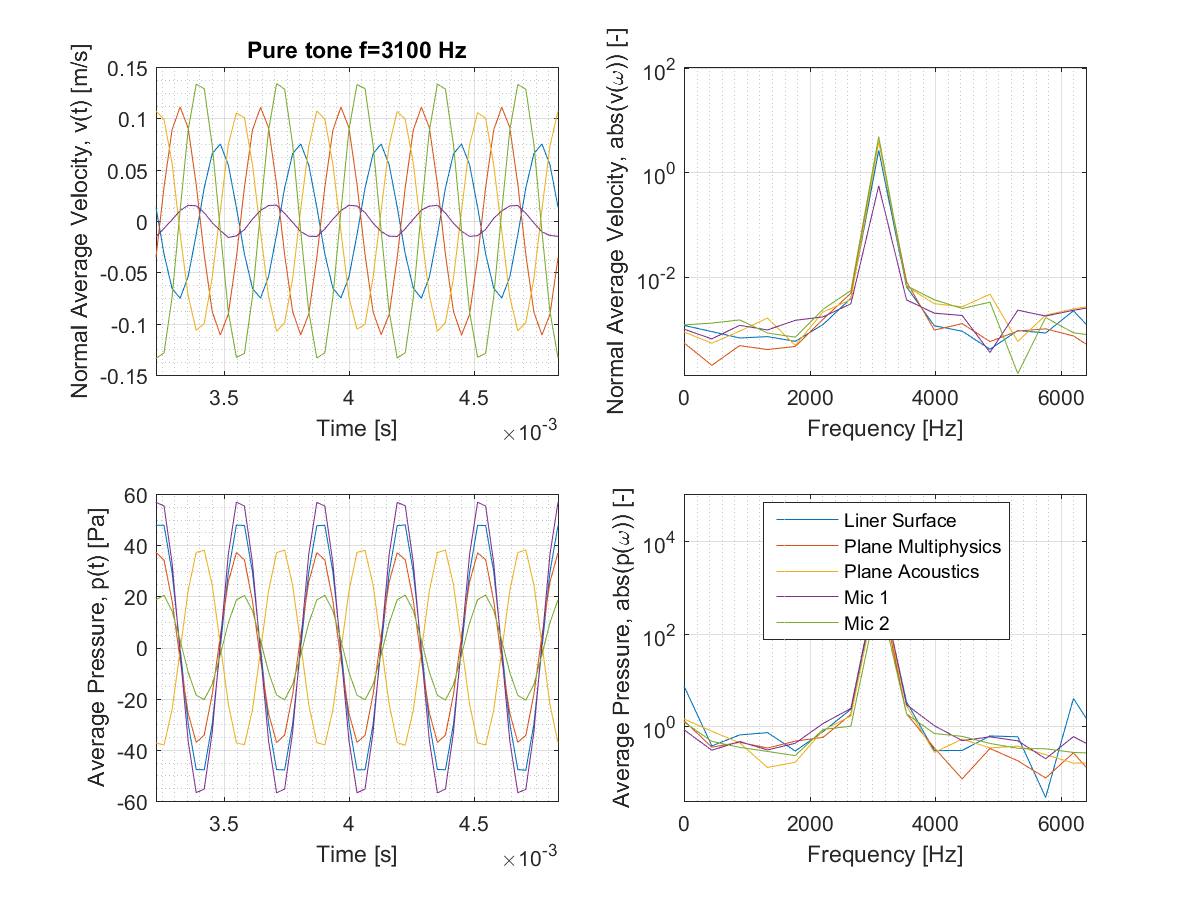 Pure tone f=3100 Hz
Normal Average Velocity, v(t) [m/s]
0.15
0.1
0.05
0
-0.05
-0.1
-0.15
3.5
4
4.5
Time [s]
×10-3
Normal Average Velocity, abs(v(ω)) [-]
102
100
10-2
0
2000
4000
6000
Frequency [Hz]
Average Pressure, p(t) [Pa]
60
40
20
0
-20
-40
-60
3.5
4
4.5
Time [s]
×10-3
Average Pressure, abs(p(ω)) [-]
104
102
100
Liner Surface
Plane Multiphysics
Plane Acoustics
Mic 1
Mic 2
0
2000
4000
6000
Frequency [Hz]